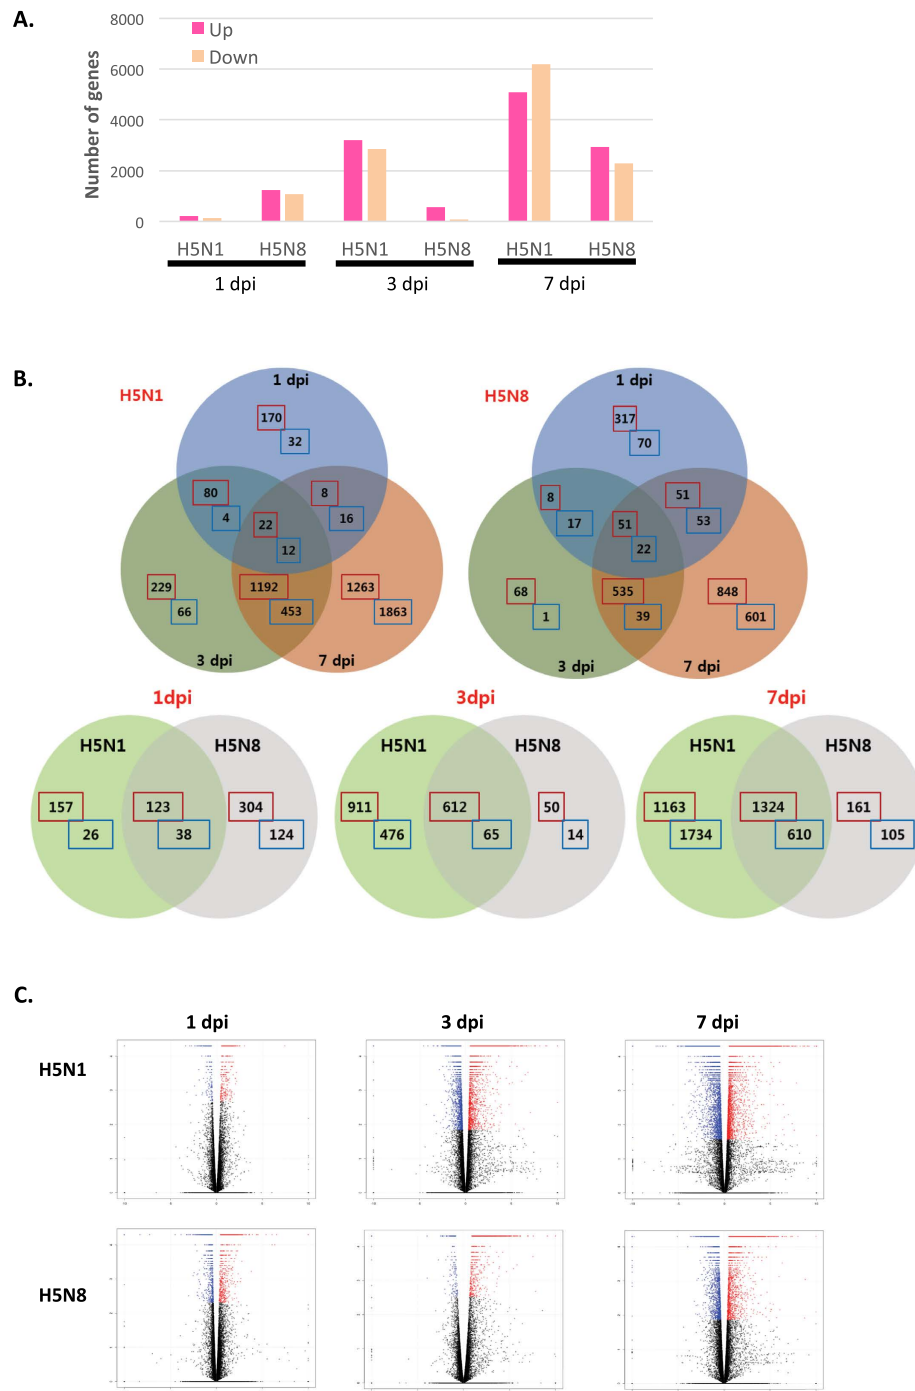 A.
8000
6000
4000
2000
0
Number of genes
Up
Down
H5N1 H5N8 H5N1 H5N8 H5N1 H5N8
1 dpi 3 dpi 7 dpi
B.
H5N1
1 dpi
170
32
80
4
8
16
22
12
229
66
1192
453
1263
1863
3 dpi 7 dpi
H5N8
1 dpi
317
70
8
17
51
53
51
22
68
1
535
39
848
601
3 dpi 7 dpi
1dpi
H5N1 H5N8
157 123 304
26 38 124
3dpi
H5N1 H5N8
911 612 50
476 65 14
7dpi
H5N1 H5N8
1163 1324 161
1734 610 105
C.
1 dpi 3 dpi 7 dpi
H5N1
H5N8